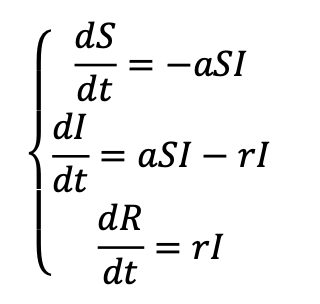 dS/dt = −aSI
dI/dt = aSI − rI
dR/dt = rI